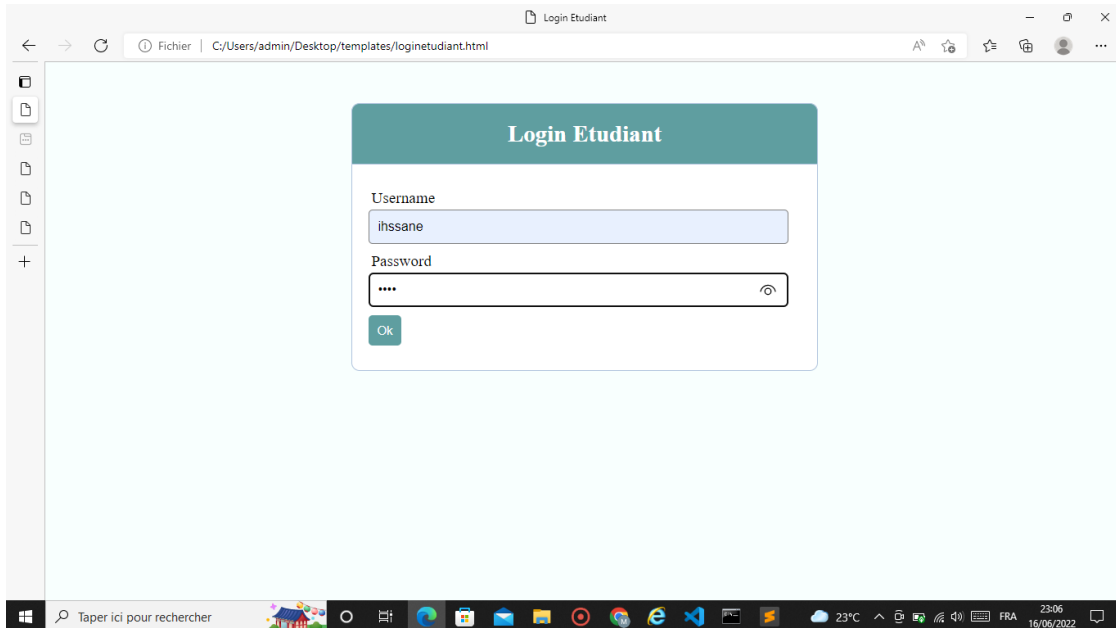 Login Etudiant
Fichier | C:/Users/admin/Desktop/templates/loginetudiant.html
Login Etudiant
Username
ihssane
Password
••••
Ok
Taper ici pour rechercher
23°C
FRA
23:06
16/06/2022